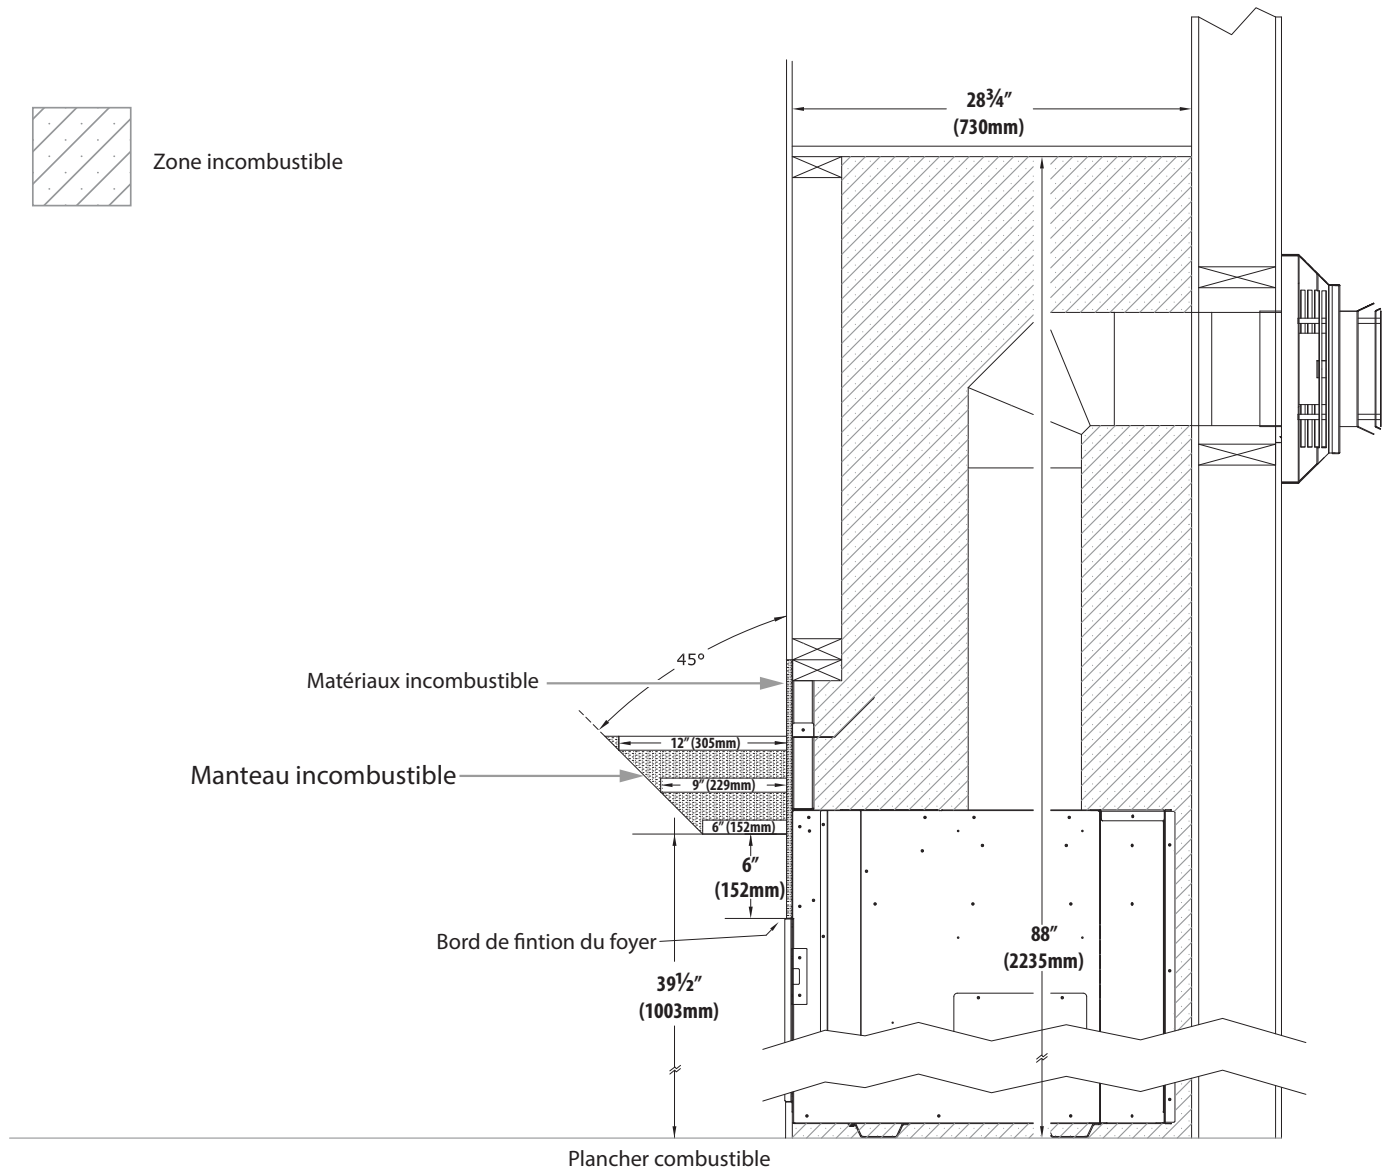 28¾"
(730mm)
Zone incombustible
45°
Matériaux incombustible
12" (305mm)
Manteau incombustible
9" (229mm)
6" (152mm)
6"
(152mm)
Bord de fintion du foyer
88"
(2235mm)
39½"
(1003mm)
Plancher combustible